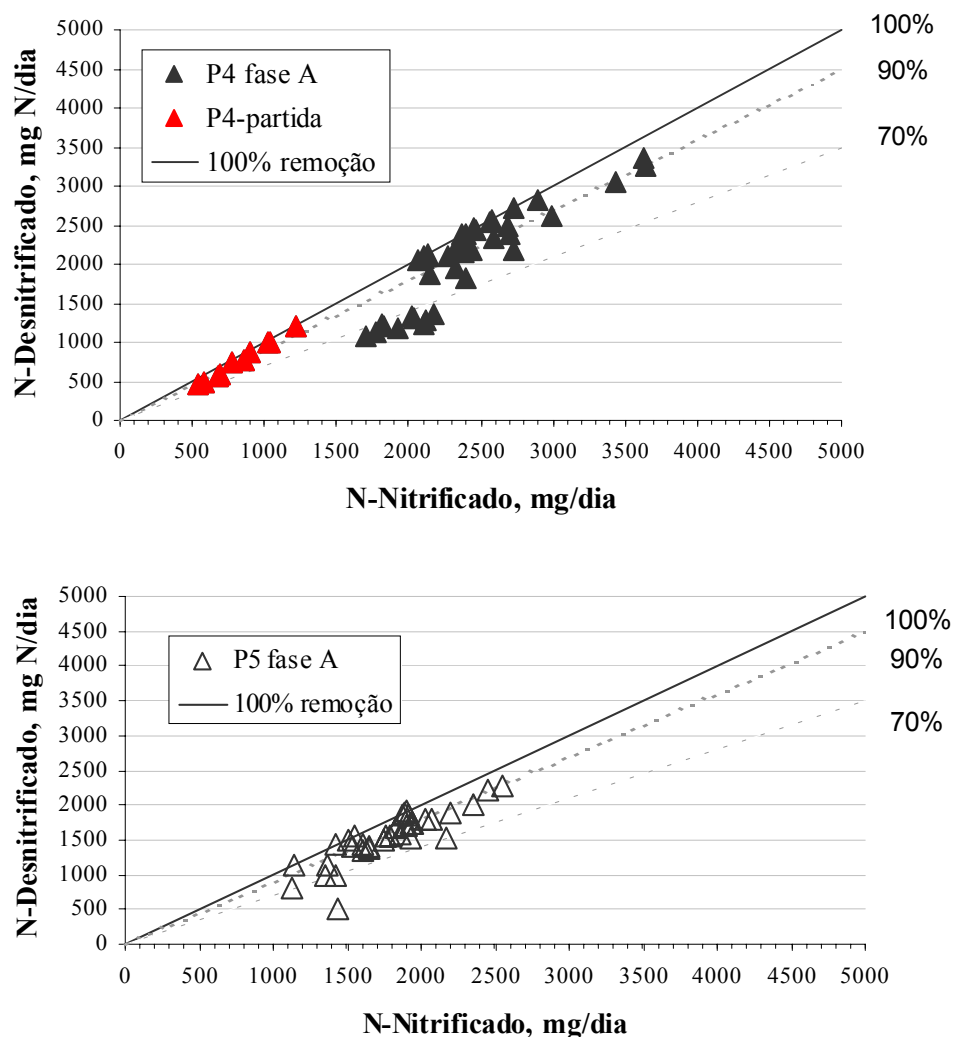 5000
4500
4000
3500
3000
2500
2000
1500
1000
500
0
N-Desnitrificado, mg N/dia
P4 fase A
P4-partida
100% remoção
100%
90%
70%
0 500 1000 1500 2000 2500 3000 3500 4000 4500 5000
N-Nitrificado, mg/dia
5000
4500
4000
3500
3000
2500
2000
1500
1000
500
0
N-Desnitrificado, mg N/dia
P5 fase A
100% remoção
100%
90%
70%
0 500 1000 1500 2000 2500 3000 3500 4000 4500 5000
N-Nitrificado, mg/dia